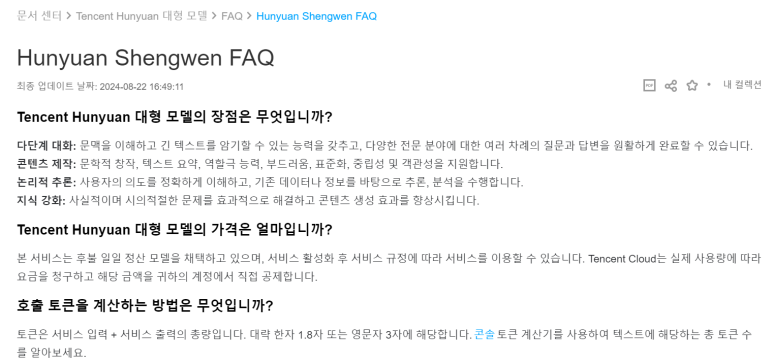 문서 센터 > Tencent Hunyuan 대형 모델 > FAQ > Hunyuan Shengwen FAQ
Hunyuan Shengwen FAQ
최종 업데이트 날짜: 2024-08-22 16:49:11
PDF
내 컬렉션
Tencent Hunyuan 대형 모델의 장점은 무엇입니까?
다단계 대화: 문맥을 이해하고 긴 텍스트를 암기할 수 있는 능력을 갖추고, 다양한 전문 분야에 대한 여러 차례의 질문과 답변을 원활하게 완료할 수 있습니다.
콘텐츠 제작: 문학적 창작, 텍스트 요약, 역할극 능력, 부드러움, 표준화, 중립성 및 객관성을 지원합니다.
논리적 추론: 사용자의 의도를 정확하게 이해하고, 기존 데이터나 정보를 바탕으로 추론, 분석을 수행합니다.
지식 강화: 사실적이며 시의적절한 문제를 효과적으로 해결하고 콘텐츠 생성 효과를 향상시킵니다.
Tencent Hunyuan 대형 모델의 가격은 얼마입니까?
본 서비스는 후불 일일 정산 모델을 채택하고 있으며, 서비스 활성화 후 서비스 규정에 따라 서비스를 이용할 수 있습니다. Tencent Cloud는 실제 사용량에 따라
요금을 청구하고 해당 금액을 귀하의 계정에서 직접 공제합니다.
호출 토큰을 계산하는 방법은 무엇입니까?
토큰은 서비스 입력 + 서비스 출력의 총량입니다. 대략 한자 1.8자 또는 영문자 3자에 해당합니다. 콘솔 토큰 계산기를 사용하여 텍스트에 해당하는 총 토큰 수
를 알아보세요.